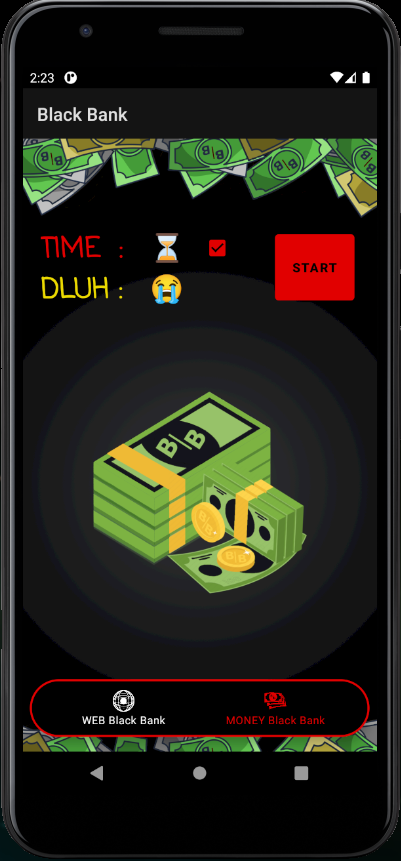 2:23
Black Bank
B|B B|B B|B
TIME :
START
DLUH :
B|B
B|B
B|B
WEB Black Bank
MONEY Black Bank